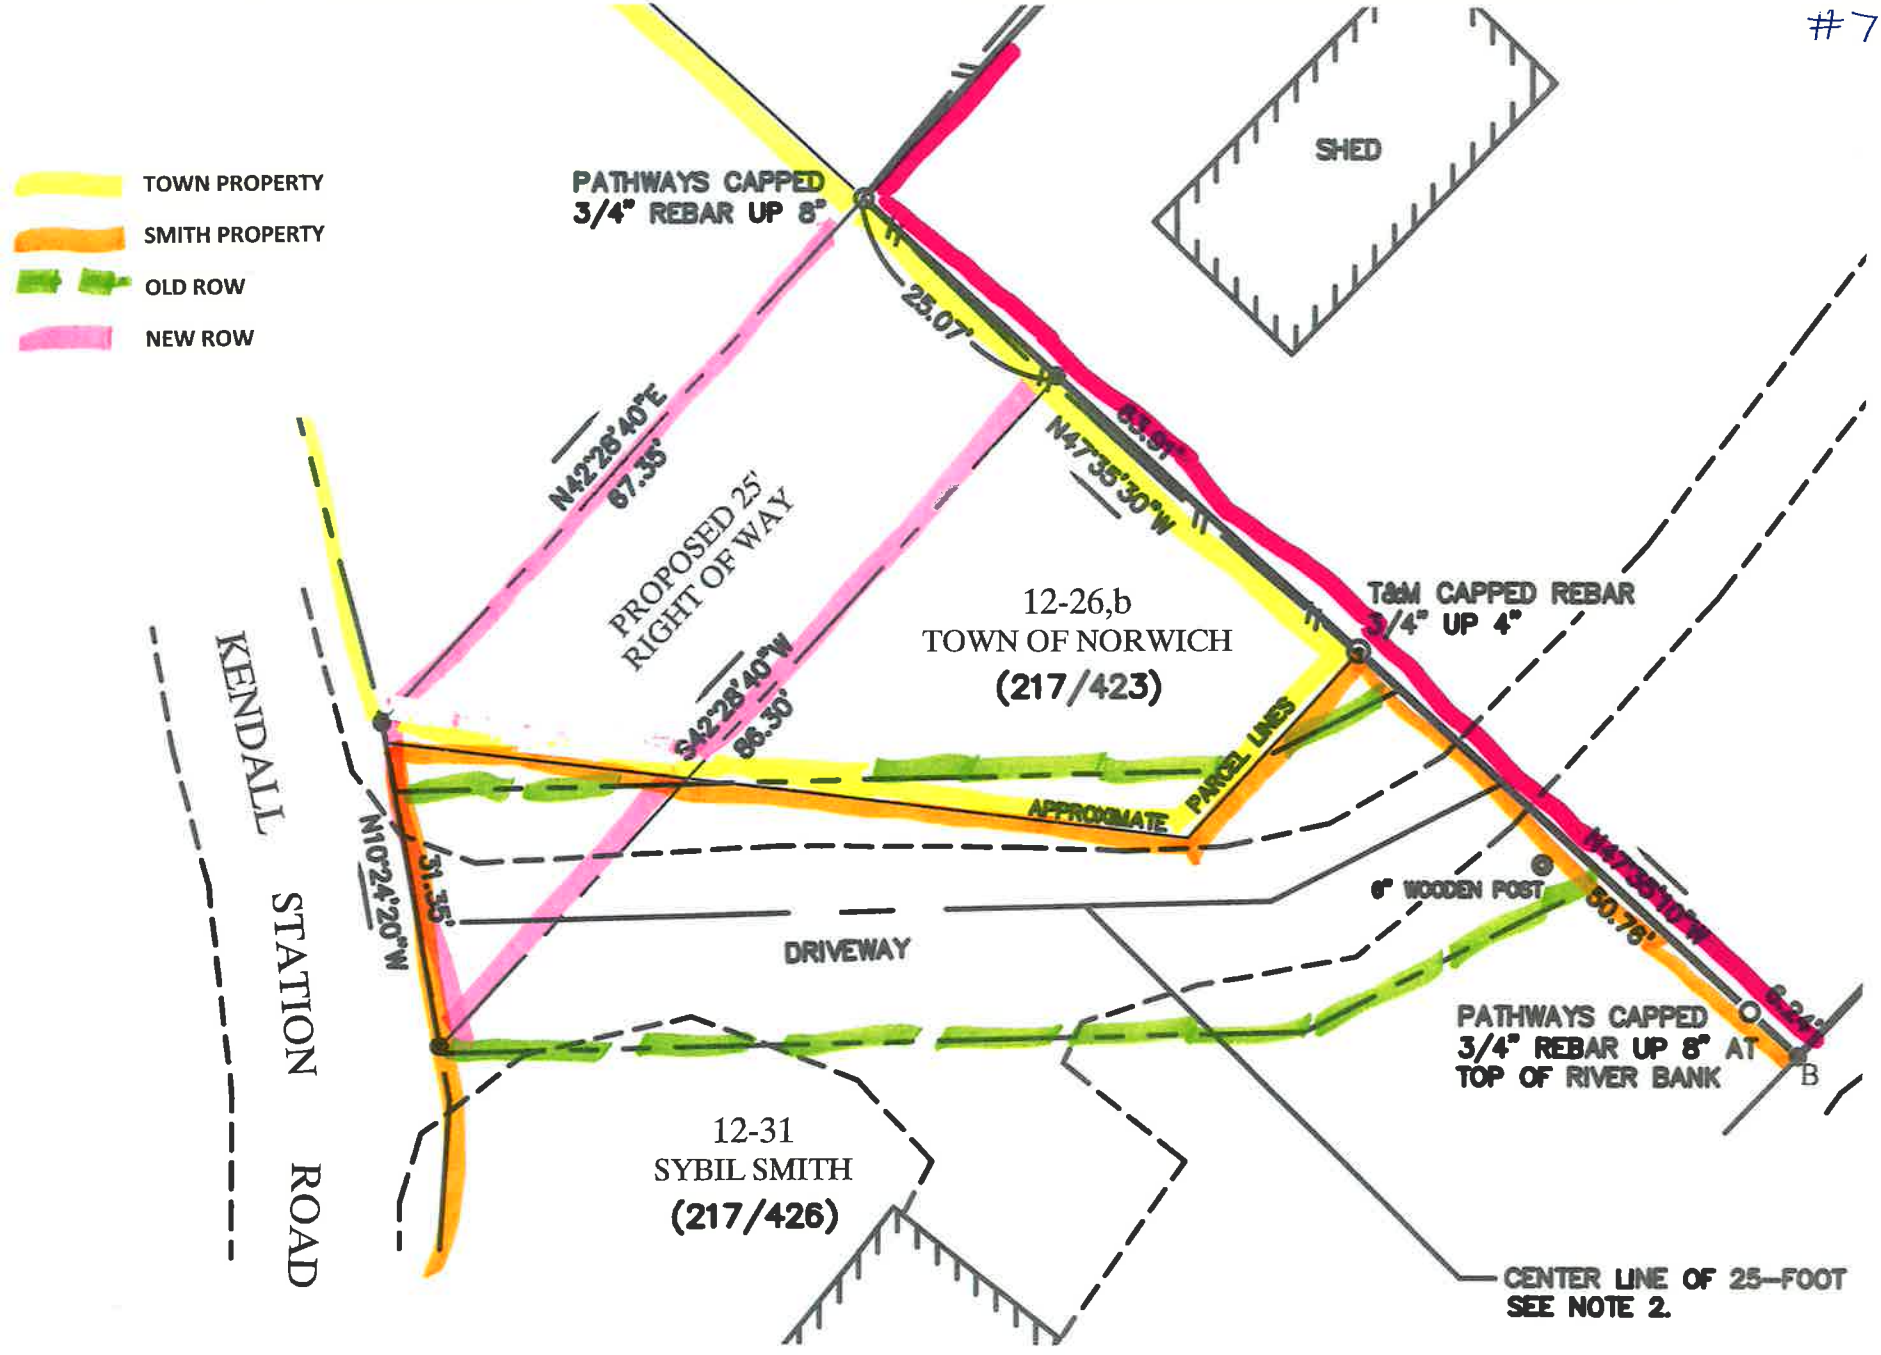 #7
TOWN PROPERTY
SMITH PROPERTY
OLD ROW
NEW ROW
PATHWAYS CAPPED
3/4" REBAR UP 8"
SHED
25.07'
N42°28'40"E
67.35'
PROPOSED 25'
RIGHT OF WAY
63.91'
N47°35'30"W
12-26,b
TOWN OF NORWICH
(217/423)
T&M CAPPED REBAR
3/4" UP 4"
S42°28'40"W
86.30'
APPROXIMATE
PARCEL LINES
KENDALL
STATION
ROAD
N10°24'20"W
31.35'
DRIVEWAY
6" WOODEN POST
N47°35'10"W
50.78'
6.24'
PATHWAYS CAPPED
3/4" REBAR UP 8" AT
TOP OF RIVER BANK
B
12-31
SYBIL SMITH
(217/426)
CENTER LINE OF 25-FOOT
SEE NOTE 2.